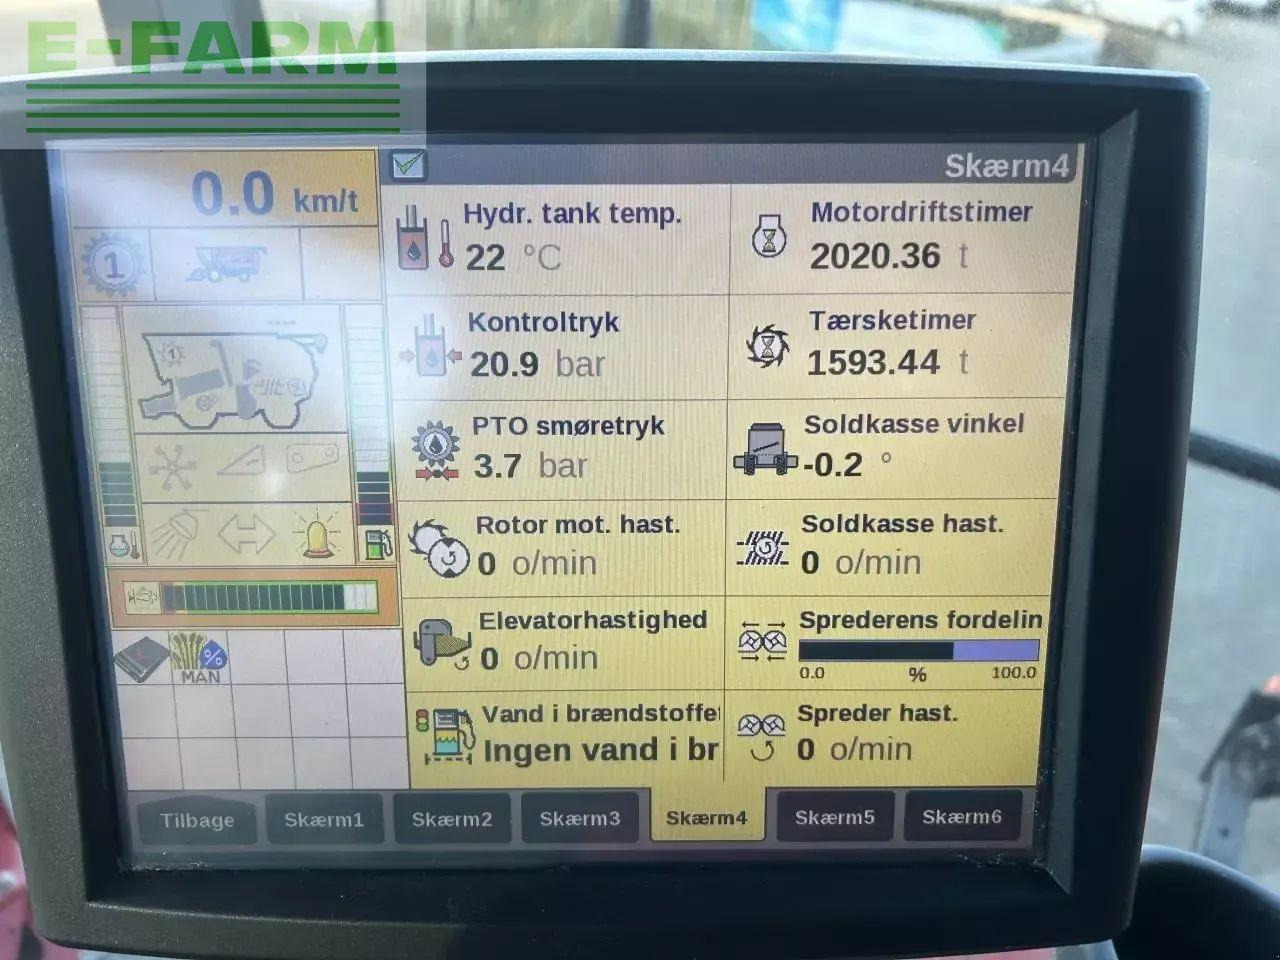 E-FARM
0.0 km/t
Skærm4
1
Hydr. tank temp.
22 °C
Motordriftstimer
2020.36 t
Kontroltryk
20.9 bar
Tærsketimer
1593.44 t
1
PTO smøretryk
3.7 bar
Soldkasse vinkel
-0.2 °
Rotor mot. hast.
0 o/min
Soldkasse hast.
0 o/min
Elevatorhastighed
0 o/min
Sprederens fordelin
0.0 % 100.0
%
MAN
Vand i brændstoffet
Ingen vand i br
Spreder hast.
0 o/min
Tilbage Skærm1 Skærm2 Skærm3 Skærm4 Skærm5 Skærm6